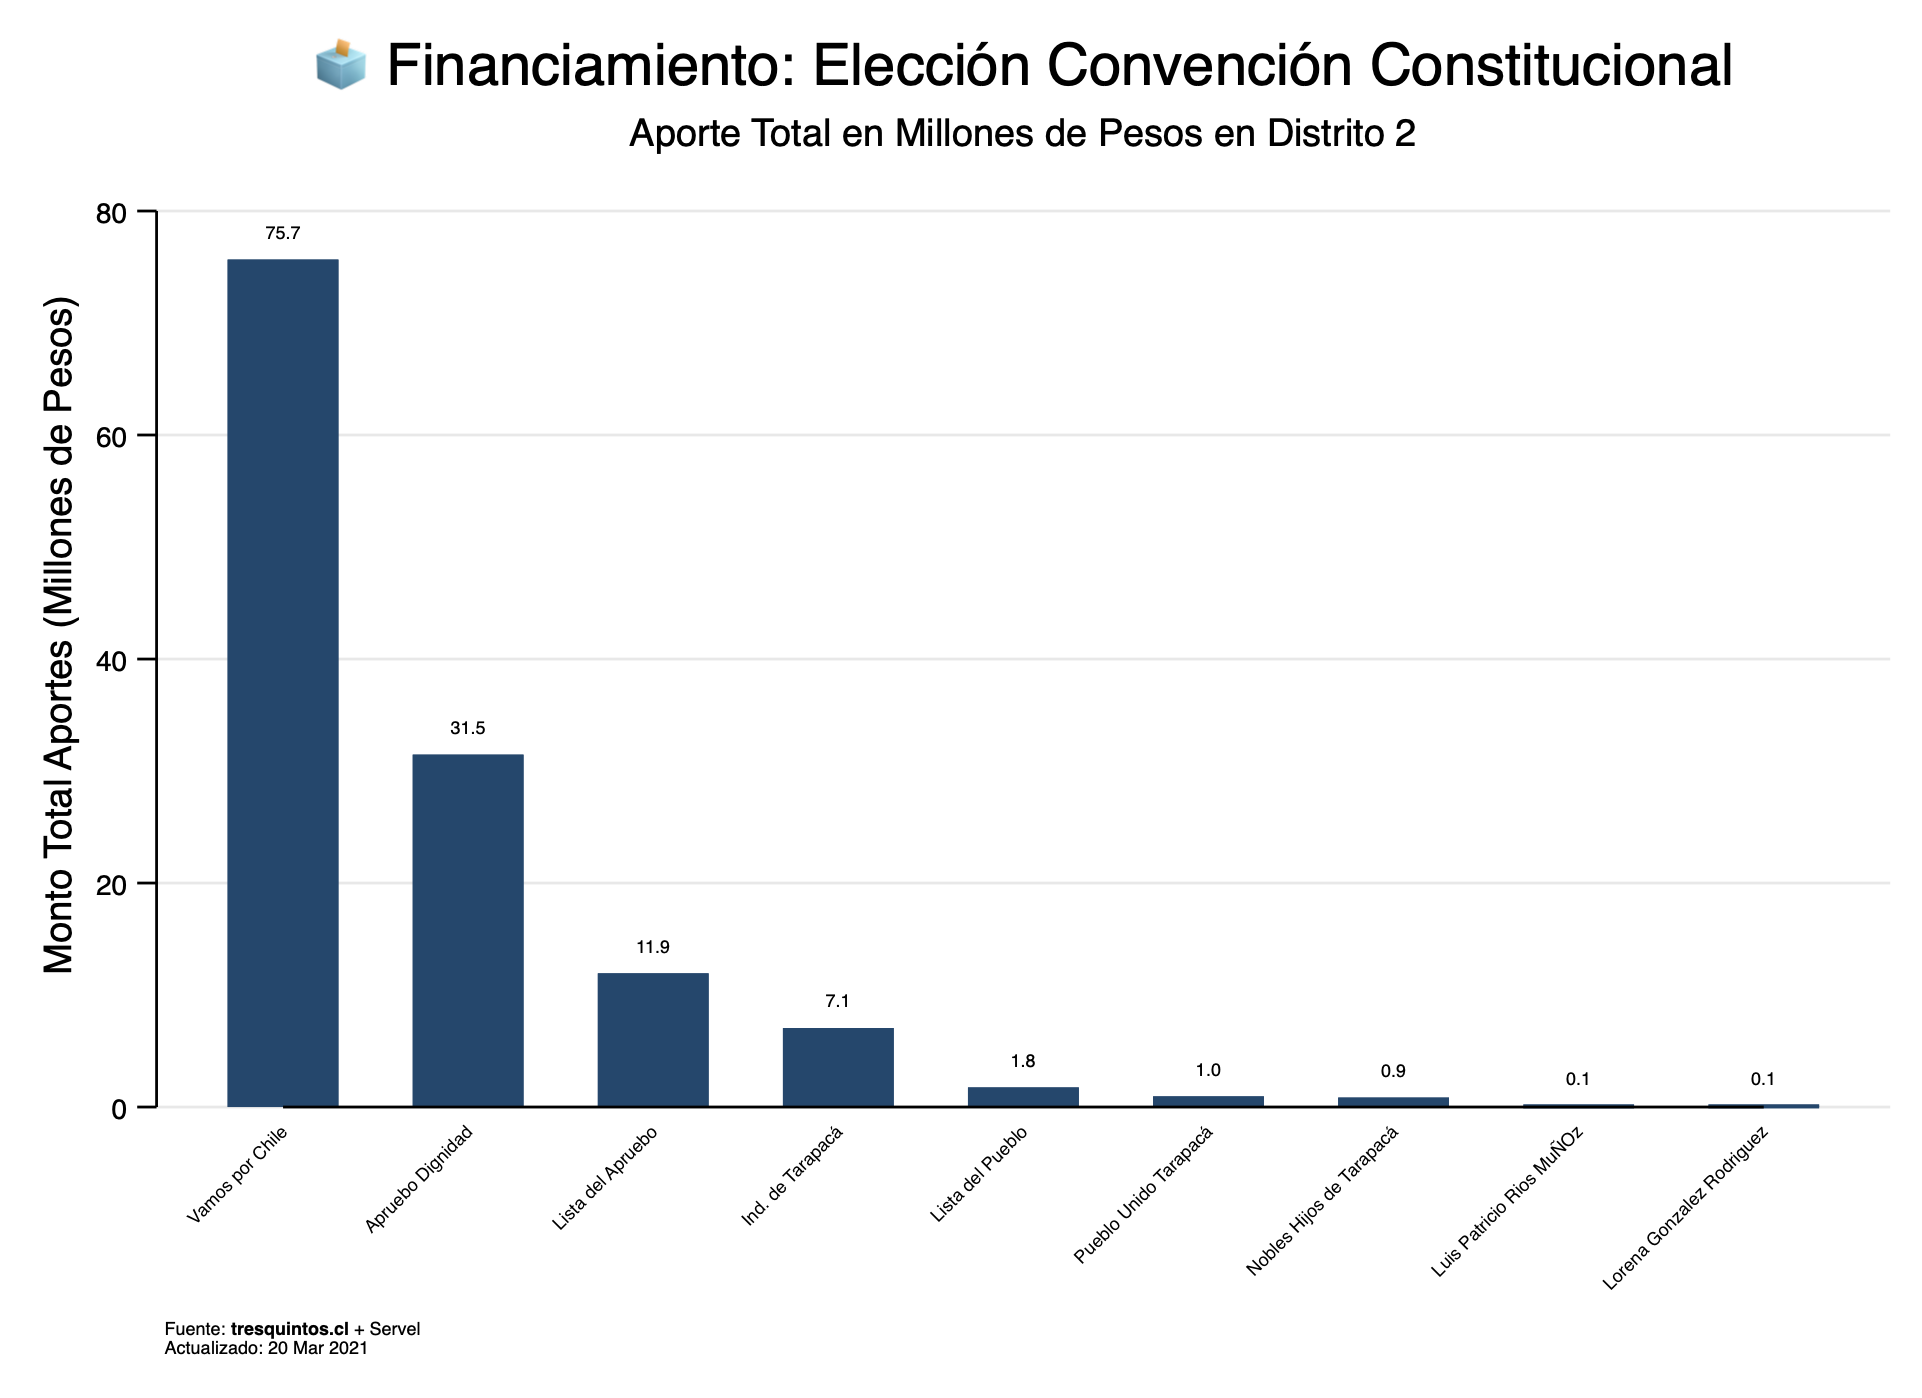 Financiamiento: Elección Convención Constitucional
Aporte Total en Millones de Pesos en Distrito 2
Monto Total Aportes (Millones de Pesos)
80
60
40
20
0
75.7
31.5
11.9
7.1
1.8
1.0
0.9
0.1
0.1
Vamos por Chile
Apruebo Dignidad
Lista del Apruebo
Ind. de Tarapacá
Lista del Pueblo
Pueblo Unido Tarapacá
Nobles Hijos de Tarapacá
Luis Patricio Rios MuÑOz
Lorena Gonzalez Rodriguez
Fuente: tresquintos.cl + Servel
Actualizado: 20 Mar 2021